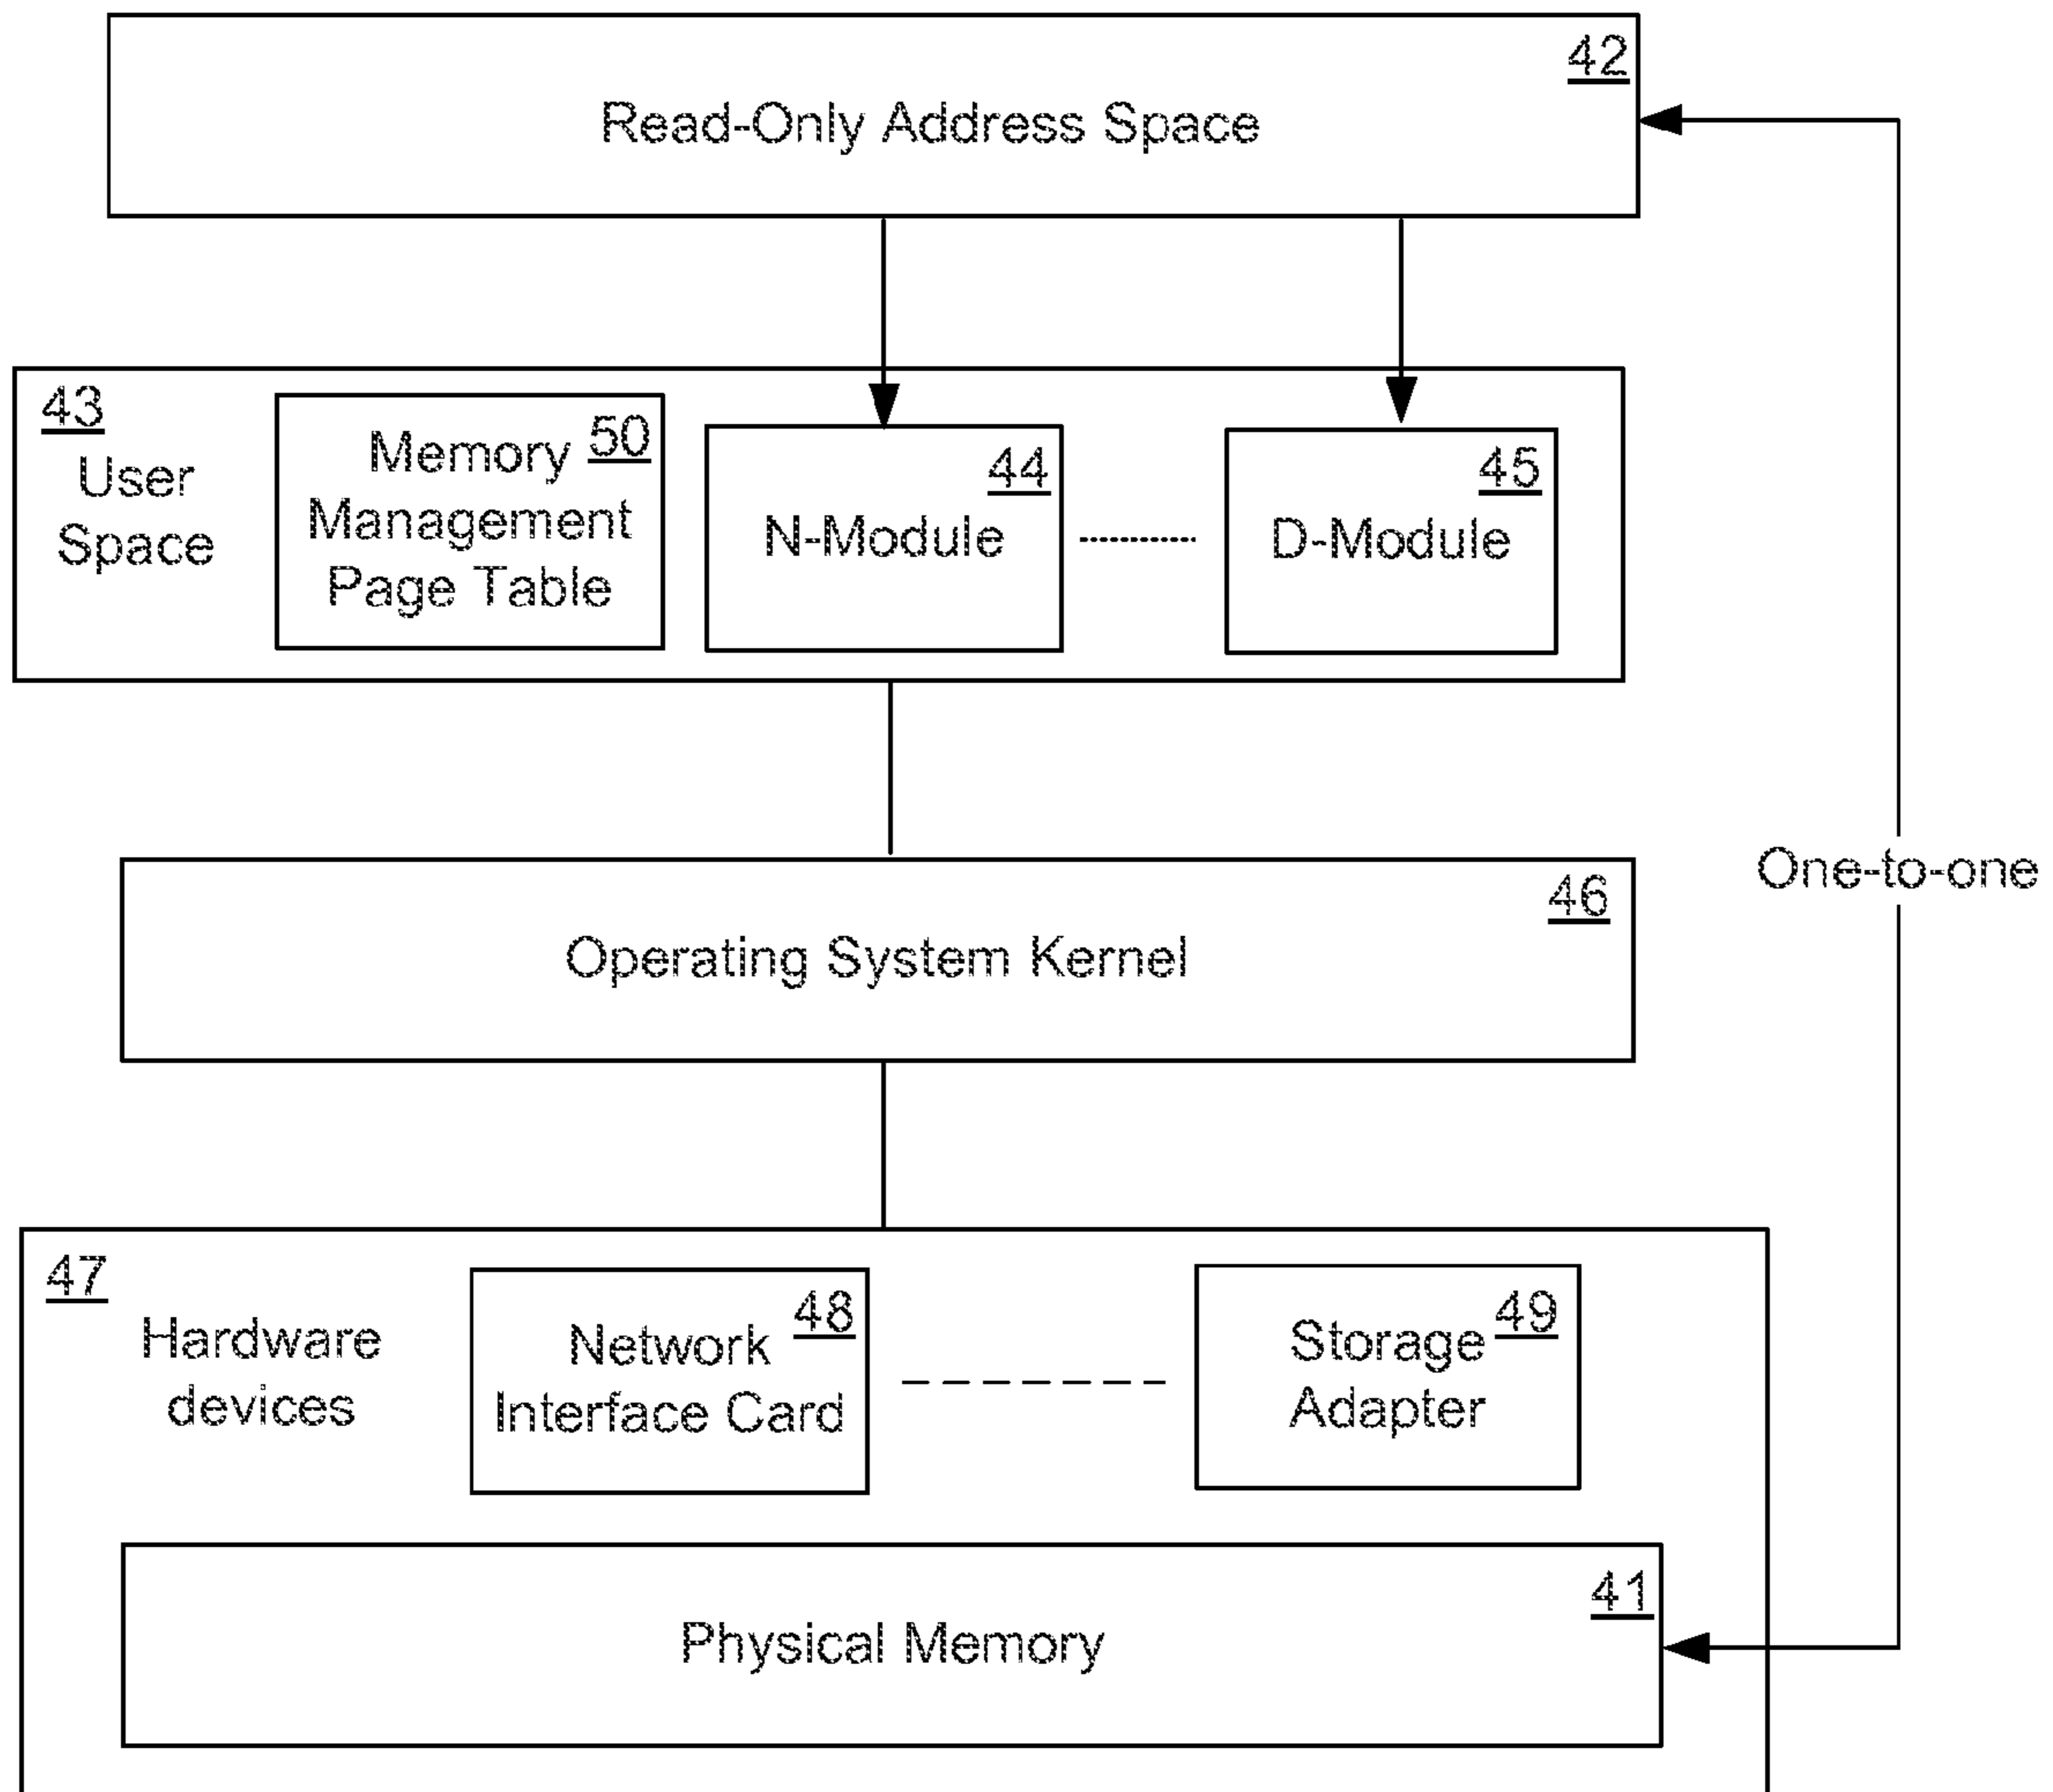 42
Read-Only Address Space
43
User
Space
50
Memory
Management
Page Table
44
N-Module
45
D-Module
One-to-one
46
Operating System Kernel
47
Hardware
devices
48
Network
Interface Card
49
Storage
Adapter
41
Physical Memory